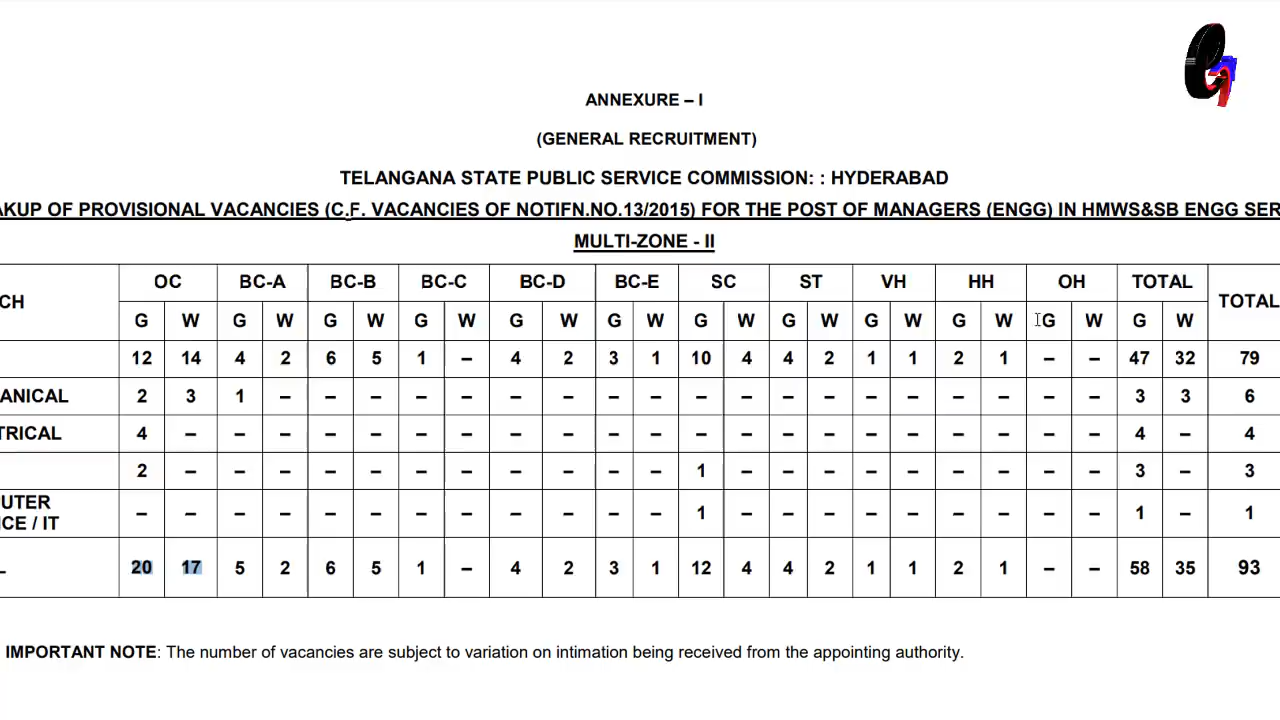 ANNEXURE – I
(GENERAL RECRUITMENT)
TELANGANA STATE PUBLIC SERVICE COMMISSION: : HYDERABAD
AKUP OF PROVISIONAL VACANCIES (C.F. VACANCIES OF NOTIFN.NO.13/2015) FOR THE POST OF MANAGERS (ENGG) IN HMWS&SB ENGG SER
MULTI-ZONE - II
CH OC BC-A BC-B BC-C BC-D BC-E SC ST VH HH OH TOTAL TOTAL
G W G W G W G W G W G W G W G W G W G W G W G W
12 14 4 2 6 5 1 – 4 2 3 1 10 4 4 2 1 1 2 1 – – 47 32 79
ANICAL 2 3 1 – – – – – – – – – – – – – – – – – – – 3 3 6
TRICAL 4 – – – – – – – – – – – – – – – – – – – – – 4 – 4
2 – – – – – – – – – – – 1 – – – – – – – – – 3 – 3
UTER
CE / IT – – – – – – – – – – – – 1 – – – – – – – – – 1 – 1
L 20 17 5 2 6 5 1 – 4 2 3 1 12 4 4 2 1 1 2 1 – – 58 35 93
IMPORTANT NOTE: The number of vacancies are subject to variation on intimation being received from the appointing authority.